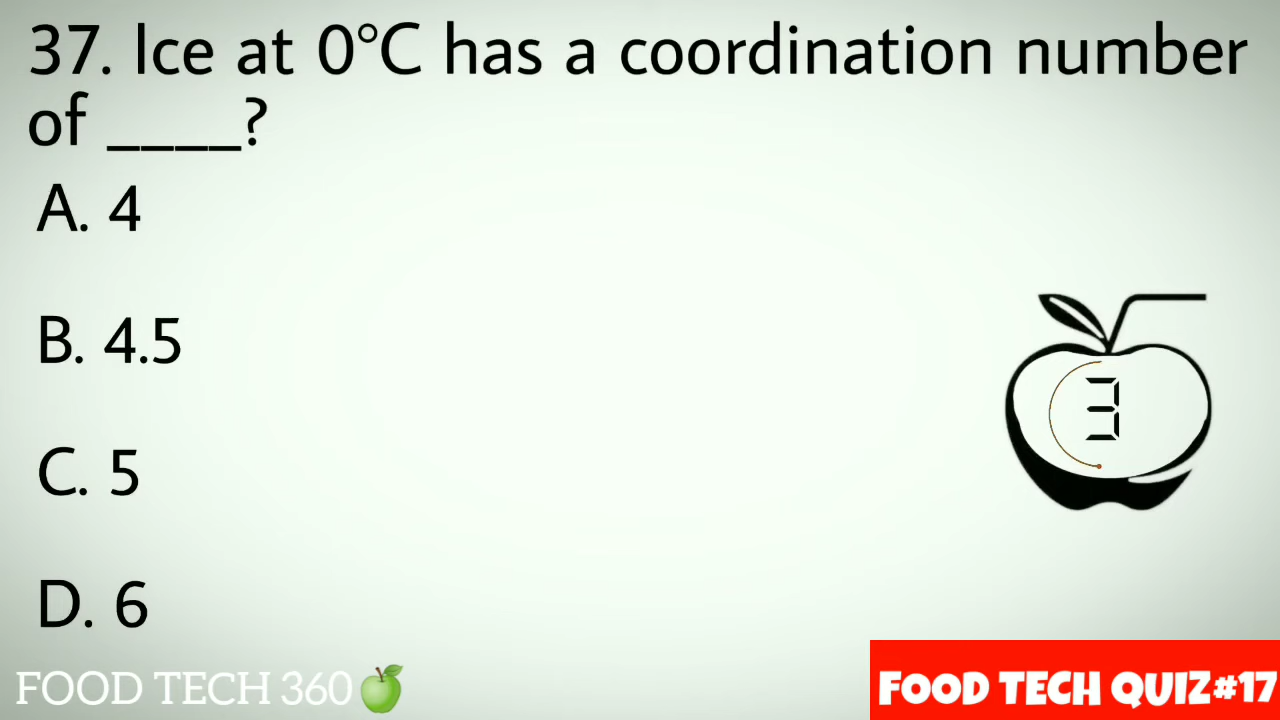 37. Ice at 0°C has a coordination number
of ____?
A. 4
B. 4.5
C. 5
D. 6
3
FOOD TECH 360
FOOD TECH QUIZ#17